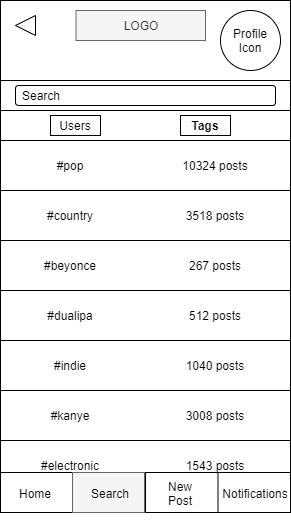 LOGO
Profile
Icon
Search
Users Tags
#pop 10324 posts
#country 3518 posts
#beyonce 267 posts
#dualipa 512 posts
#indie 1040 posts
#kanye 3008 posts
#electronic 1543 posts
Home Search New Post Notifications